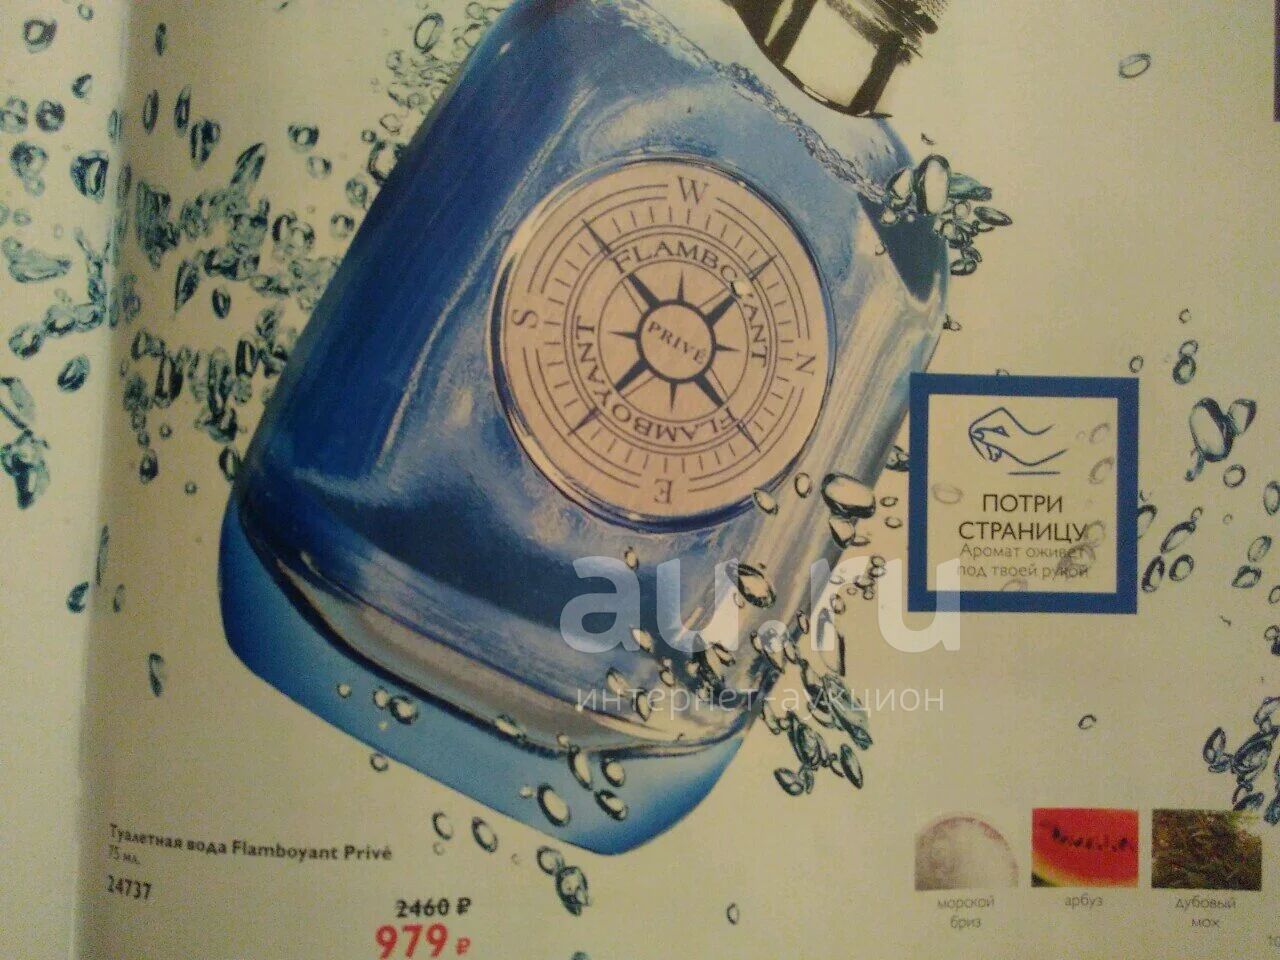 W
FLAMBOYANT
S
PRIVÉ
N
FLAMBOYANT
FLAMBOYANT
E
ПОТРИ
СТРАНИЦУ
Аромат оживет
под твоей рукой
au.ru
интернет-аукцион
Туалетная вода Flamboyant Privé
75 мл.
24737
2460 ₽
979 ₽
морской
бриз
арбуз
дубовый
мох